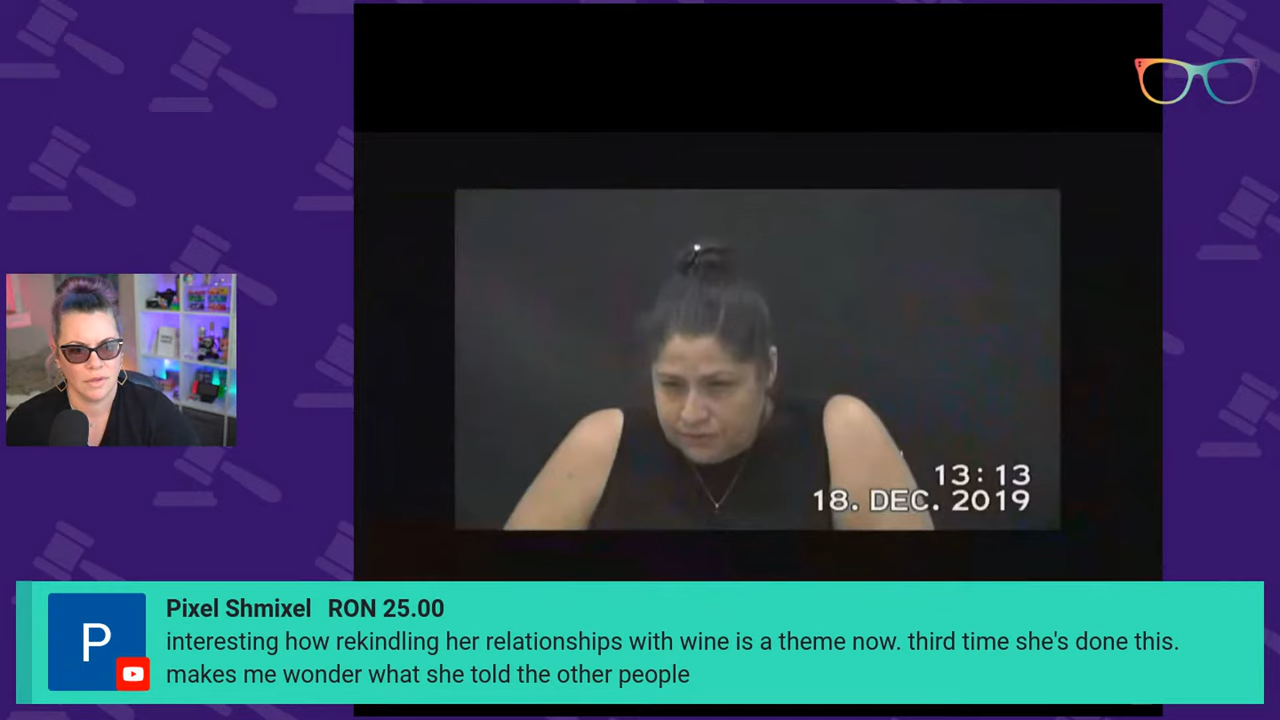 13:13
18. DEC. 2019
P
Pixel Shmixel RON 25.00
interesting how rekindling her relationships with wine is a theme now. third time she's done this.
makes me wonder what she told the other people